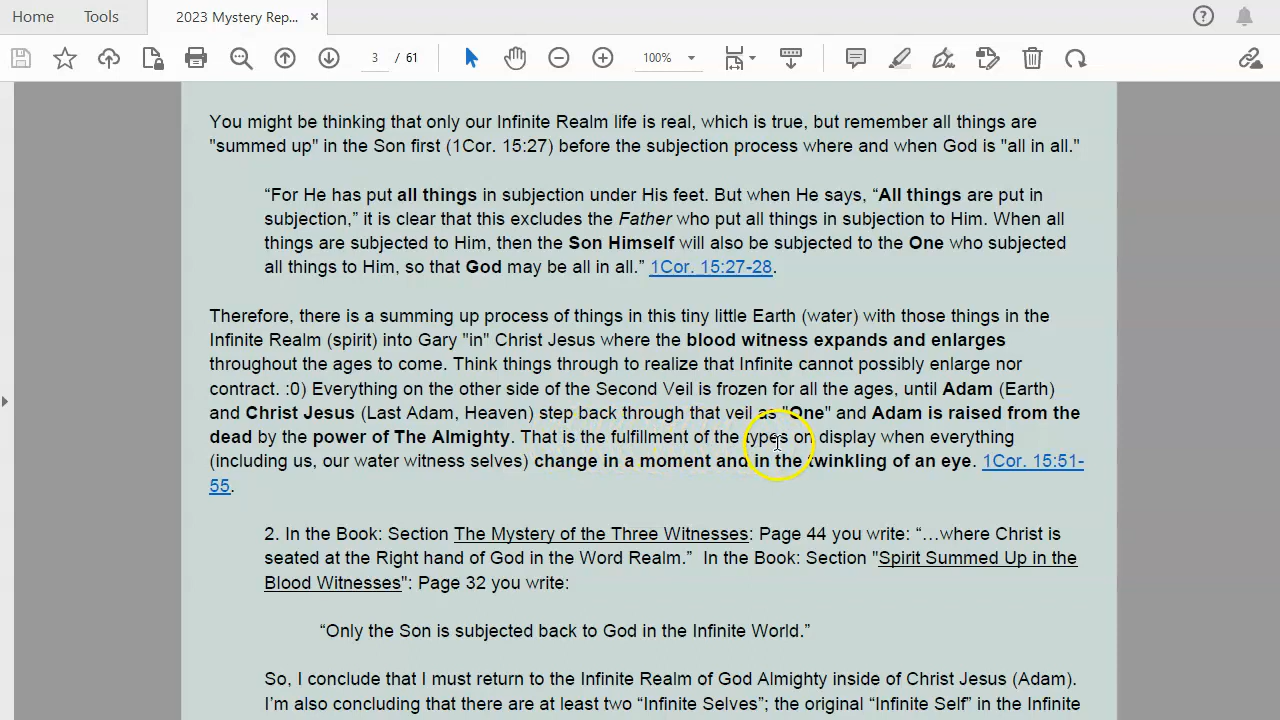 Home Tools 2023 Mystery Rep... ×
3 / 61 100%
You might be thinking that only our Infinite Realm life is real, which is true, but remember all things are
"summed up" in the Son first (1Cor. 15:27) before the subjection process where and when God is "all in all."
“For He has put all things in subjection under His feet. But when He says, “All things are put in
subjection,” it is clear that this excludes the Father who put all things in subjection to Him. When all
things are subjected to Him, then the Son Himself will also be subjected to the One who subjected
all things to Him, so that God may be all in all.” 1Cor. 15:27-28.
Therefore, there is a summing up process of things in this tiny little Earth (water) with those things in the
Infinite Realm (spirit) into Gary "in" Christ Jesus where the blood witness expands and enlarges
throughout the ages to come. Think things through to realize that Infinite cannot possibly enlarge nor
contract. :0) Everything on the other side of the Second Veil is frozen for all the ages, until Adam (Earth)
and Christ Jesus (Last Adam, Heaven) step back through that veil as "One" and Adam is raised from the
dead by the power of The Almighty. That is the fulfillment of the types on display when everything
(including us, our water witness selves) change in a moment and in the twinkling of an eye. 1Cor. 15:51-
55.
2. In the Book: Section The Mystery of the Three Witnesses: Page 44 you write: “…where Christ is
seated at the Right hand of God in the Word Realm.” In the Book: Section "Spirit Summed Up in the
Blood Witnesses": Page 32 you write:
“Only the Son is subjected back to God in the Infinite World.”
So, I conclude that I must return to the Infinite Realm of God Almighty inside of Christ Jesus (Adam).
I’m also concluding that there are at least two “Infinite Selves”; the original “Infinite Self” in the Infinite